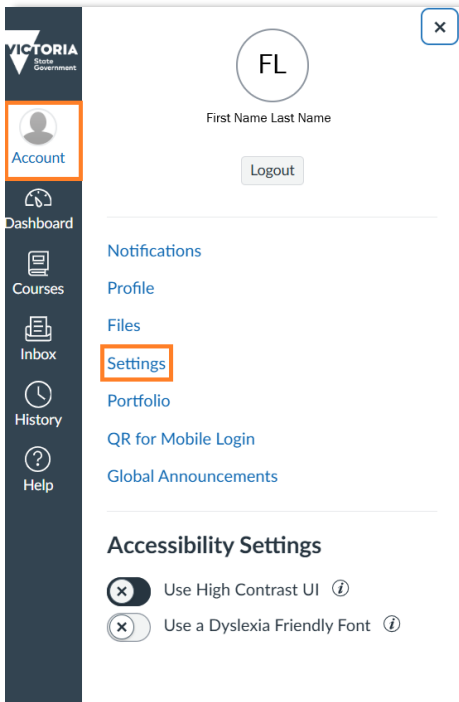 VICTORIA
State
Government
Account
Dashboard
Courses
Inbox
History
Help
FL
First Name Last Name
Logout
Notifications
Profile
Files
Settings
Portfolio
QR for Mobile Login
Global Announcements
Accessibility Settings
Use High Contrast UI
Use a Dyslexia Friendly Font